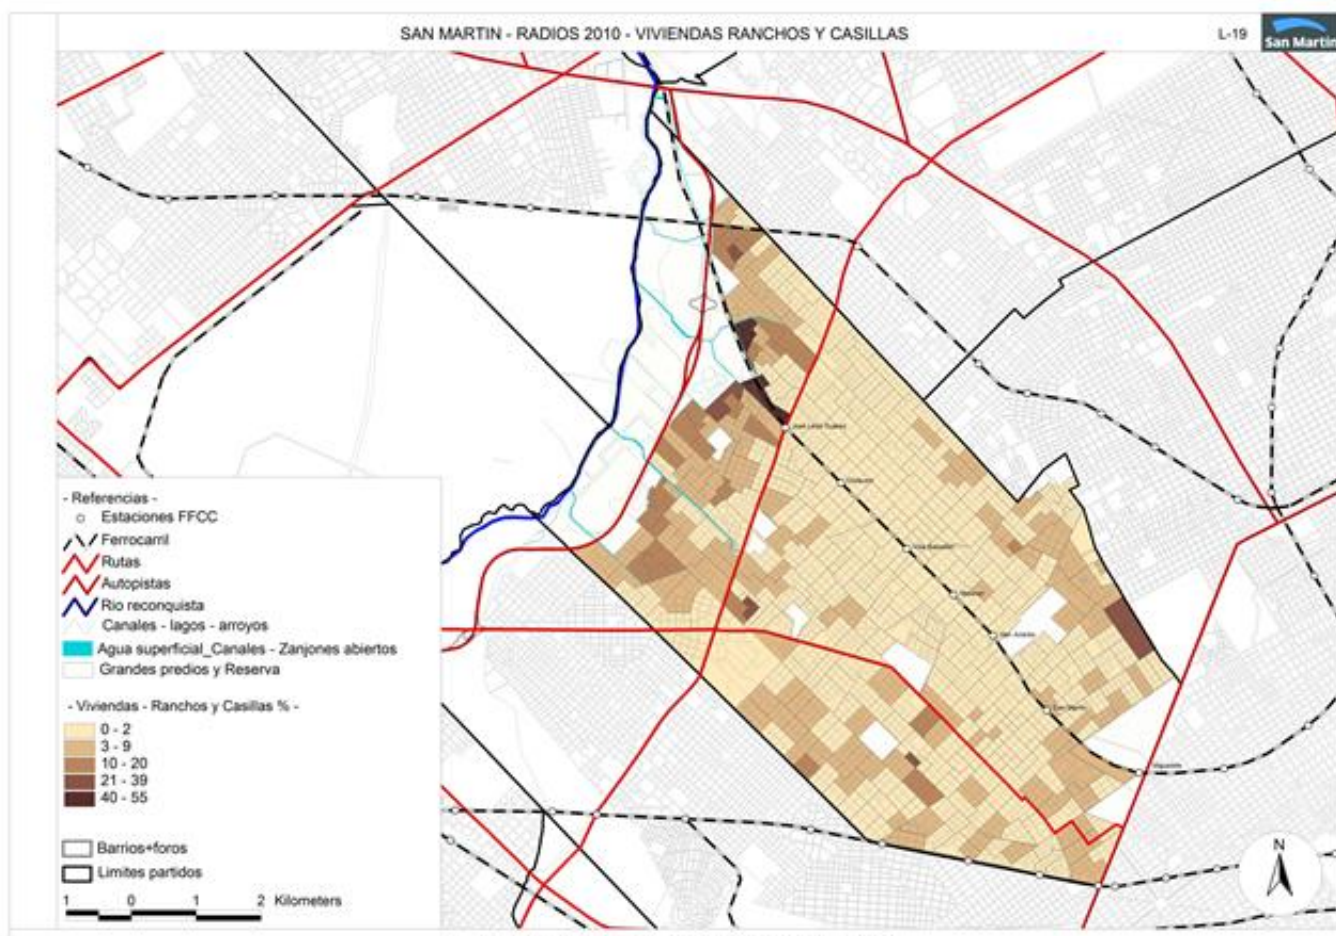 SAN MARTIN - RADIOS 2010 - VIVIENDAS RANCHOS Y CASILLAS
L-19
San Martin
- Referencias -
Estaciones FFCC
Ferrocarril
Rutas
Autopistas
Rio reconquista
Canales - lagos - arroyos
Agua superficial_Canales - Zanjones abiertos
Grandes predios y Reserva
- Viviendas - Ranchos y Casillas % -
0 - 2
3 - 9
10 - 20
21 - 39
40 - 55
Barrios+foros
Limites partidos
1 0 1 2 Kilometers
N
San Martin